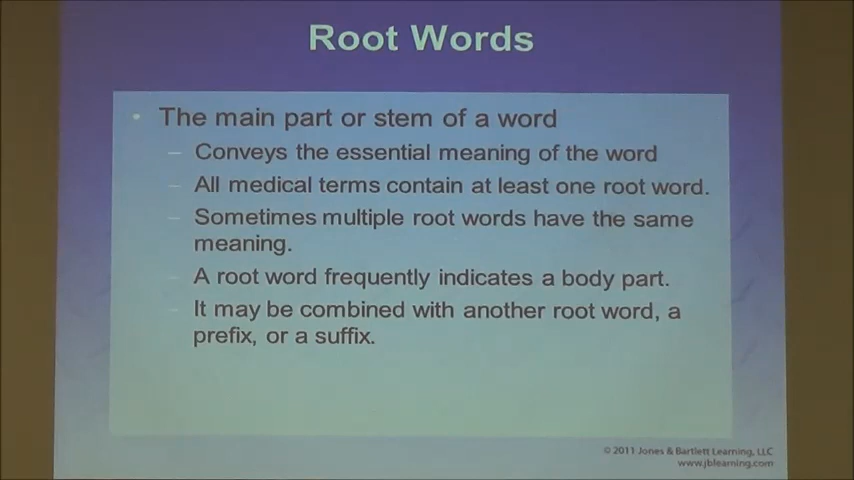 Root Words
• The main part or stem of a word
– Conveys the essential meaning of the word
– All medical terms contain at least one root word.
– Sometimes multiple root words have the same
meaning.
– A root word frequently indicates a body part.
– It may be combined with another root word, a
prefix, or a suffix.
© 2011 Jones & Bartlett Learning, LLC
www.jblearning.com